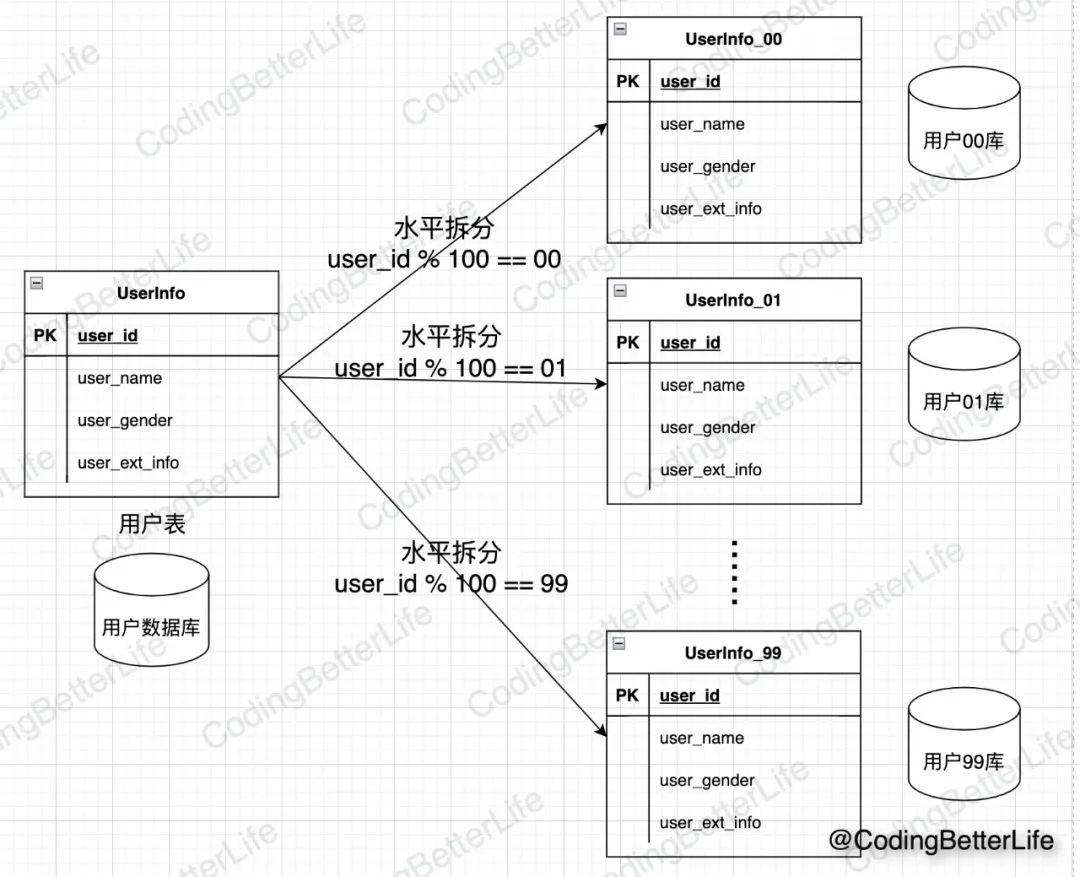 UserInfo_00
PK user_id
user_name
user_gender
user_ext_info
用户00库
水平拆分
user_id % 100 == 00
UserInfo
PK user_id
user_name
user_gender
user_ext_info
用户表
用户数据库
水平拆分
user_id % 100 == 01
UserInfo_01
PK user_id
user_name
user_gender
user_ext_info
用户01库
水平拆分
user_id % 100 == 99
UserInfo_99
PK user_id
user_name
user_gender
user_ext_info
用户99库
@CodingBetterLife
CodingBetterLife